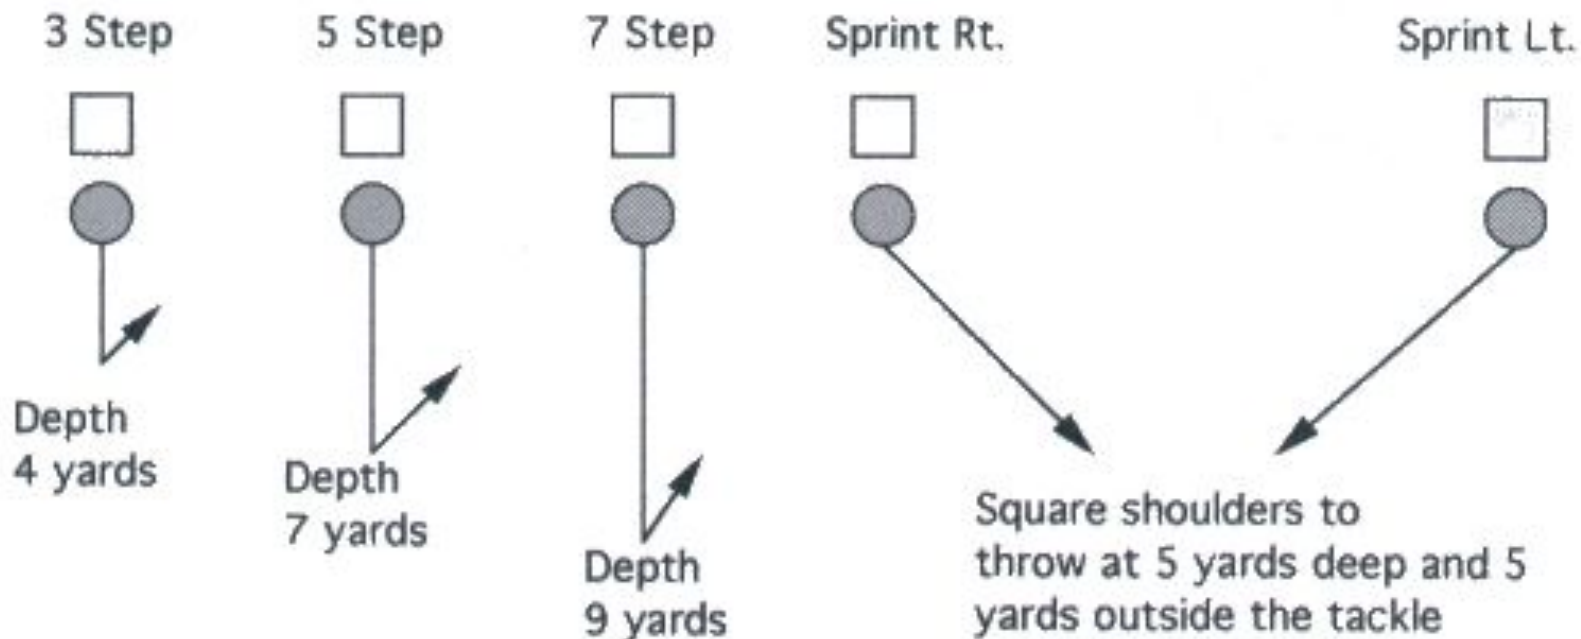 3 Step
5 Step
7 Step
Sprint Rt.
Sprint Lt.
Depth
4 yards
Depth
7 yards
Depth
9 yards
Square shoulders to
throw at 5 yards deep and 5
yards outside the tackle